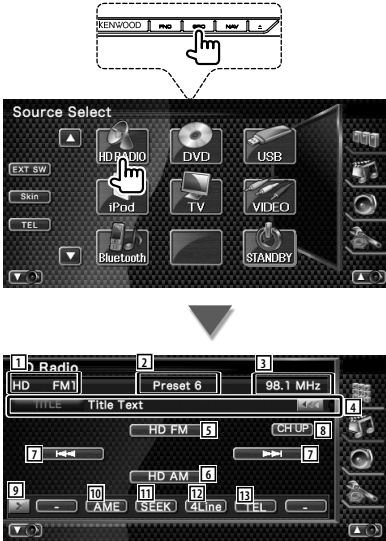 KENWOOD FNC SRC NAV
Source Select
HD RADIO DVD USB
EXT SW
Skin
iPod TV VIDEO
TEL
Bluetooth STANDBY
HD Radio
1 2 3
HD FM1 Preset 6 98.1 MHz
TITLE Title Text 4
HD FM 5 CH UP 8
7 7
HD AM 6
9 10 11 12 13
> - AME SEEK 4Line TEL -